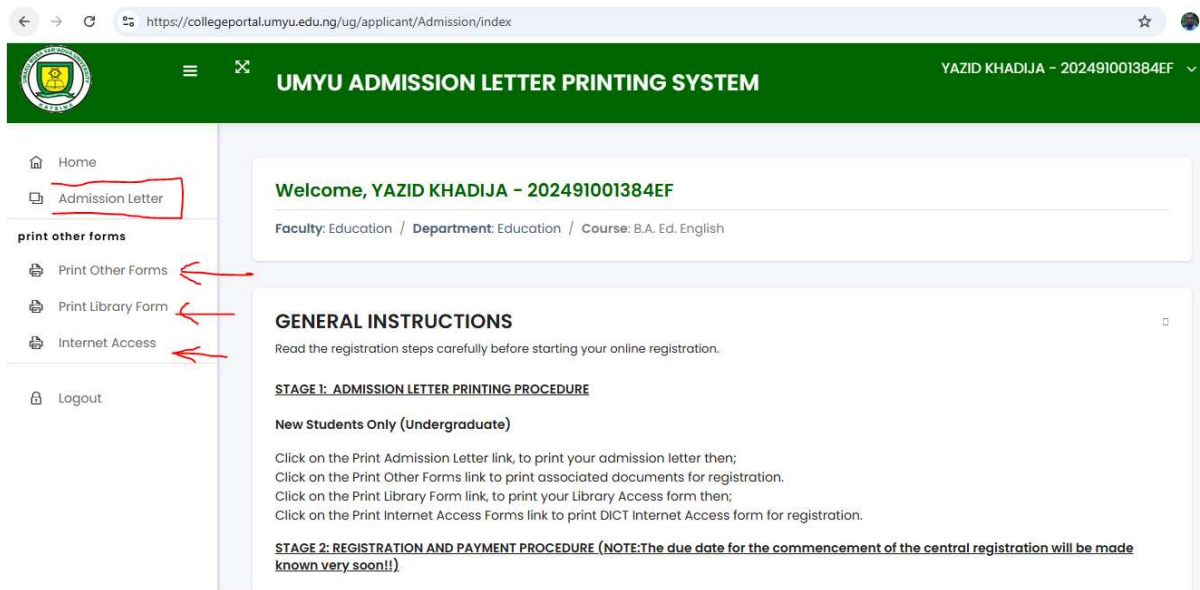 https://collegeportal.umyu.edu.ng/ug/applicant/Admission/index
UMYU ADMISSION LETTER PRINTING SYSTEM
YAZID KHADIJA - 202491001384EF
Home
Admission Letter
print other forms
Print Other Forms
Print Library Form
Internet Access
Logout
Welcome, YAZID KHADIJA - 202491001384EF
Faculty: Education / Department: Education / Course: B.A. Ed. English
GENERAL INSTRUCTIONS
Read the registration steps carefully before starting your online registration.
STAGE 1: ADMISSION LETTER PRINTING PROCEDURE
New Students Only (Undergraduate)
Click on the Print Admission Letter link, to print your admission letter then;
Click on the Print Other Forms link to print associated documents for registration.
Click on the Print Library Form link, to print your Library Access form then;
Click on the Print Internet Access Forms link to print DICT Internet Access form for registration.
STAGE 2: REGISTRATION AND PAYMENT PROCEDURE (NOTE:The due date for the commencement of the central registration will be made
known very soon!!)